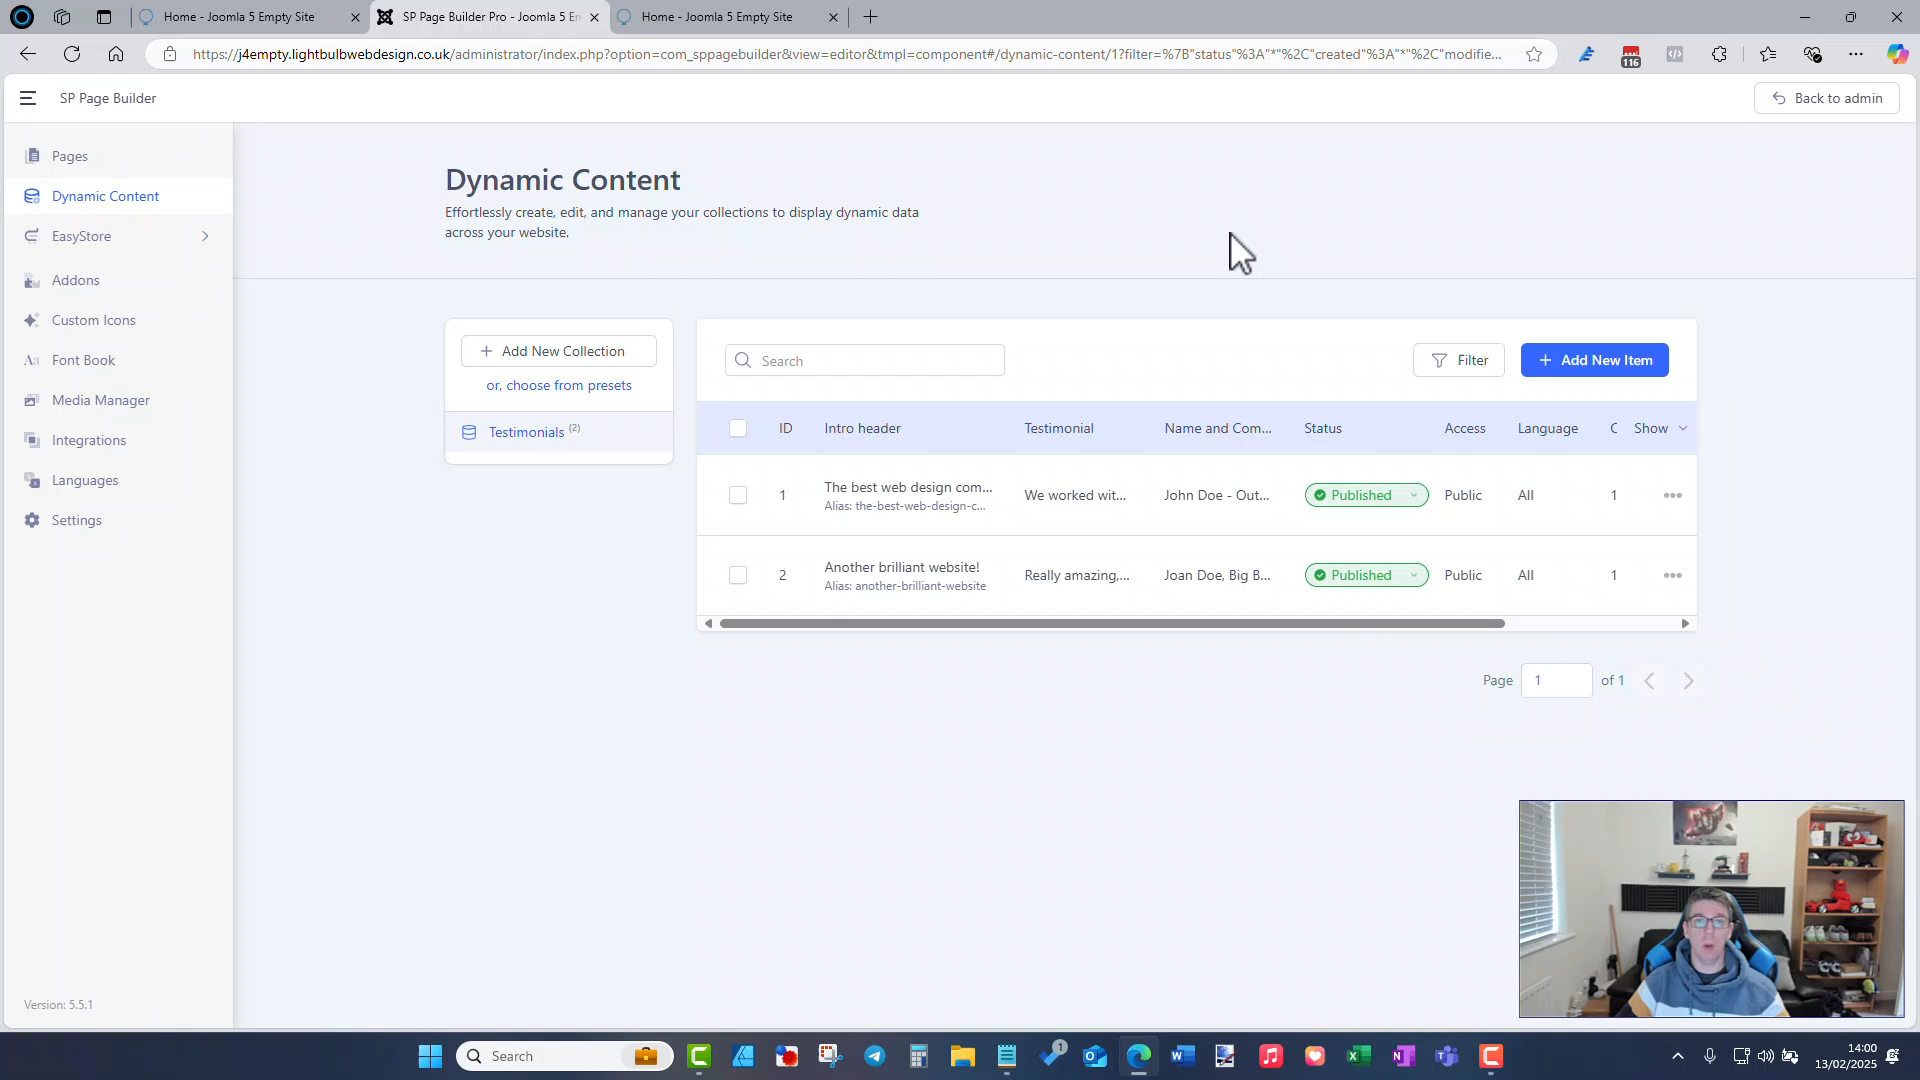 Home - Joomla 5 Empty Site
SP Page Builder Pro - Joomla 5 En
Home - Joomla 5 Empty Site
https://j4empty.lightbulbwebdesign.co.uk/administrator/index.php?option=com_sppagebuilder&view=editor&tmpl=component#/dynamic-content/1?filter=%7B"status"%3A"*"%2C"created"%3A"*"%2C"modifie...
116
SP Page Builder
Back to admin
Pages
Dynamic Content
EasyStore
Addons
Custom Icons
Font Book
Media Manager
Integrations
Languages
Settings
Version: 5.5.1
Dynamic Content
Effortlessly create, edit, and manage your collections to display dynamic data
across your website.
Add New Collection
or, choose from presets
Testimonials (2)
Search
Filter
Add New Item
ID Intro header Testimonial Name and Com... Status Access Language C Show
1 The best web design com... We worked wit... John Doe - Out... Published Public All 1
Alias: the-best-web-design-c...
2 Another brilliant website! Really amazing,... Joan Doe, Big B... Published Public All 1
Alias: another-brilliant-website
Page 1 of 1
Search
1
14:00
13/02/2025